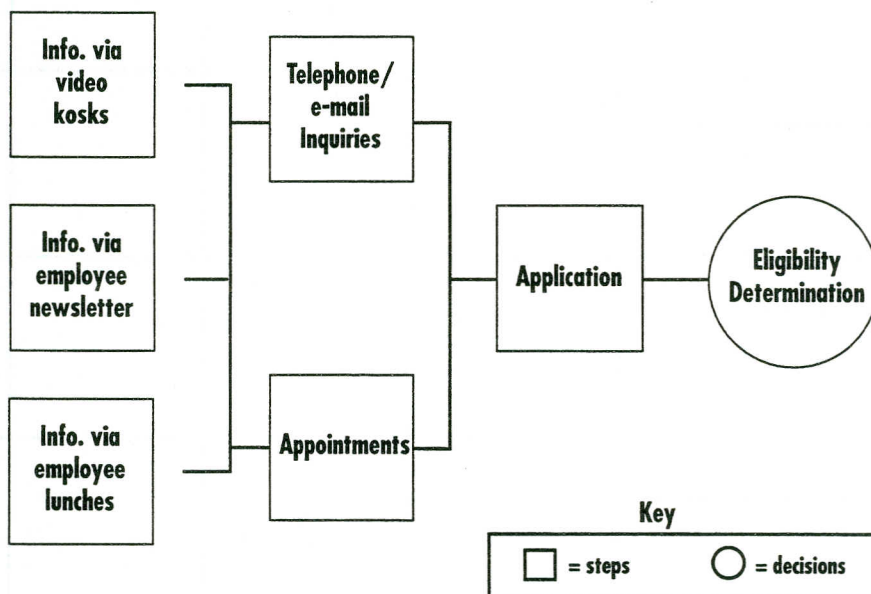 Info. via
video
kosks
Telephone/
e-mail
Inquiries
Info. via
employee
newsletter
Application
Eligibility
Determination
Info. via
employee
lunches
Appointments
Key
= steps
= decisions